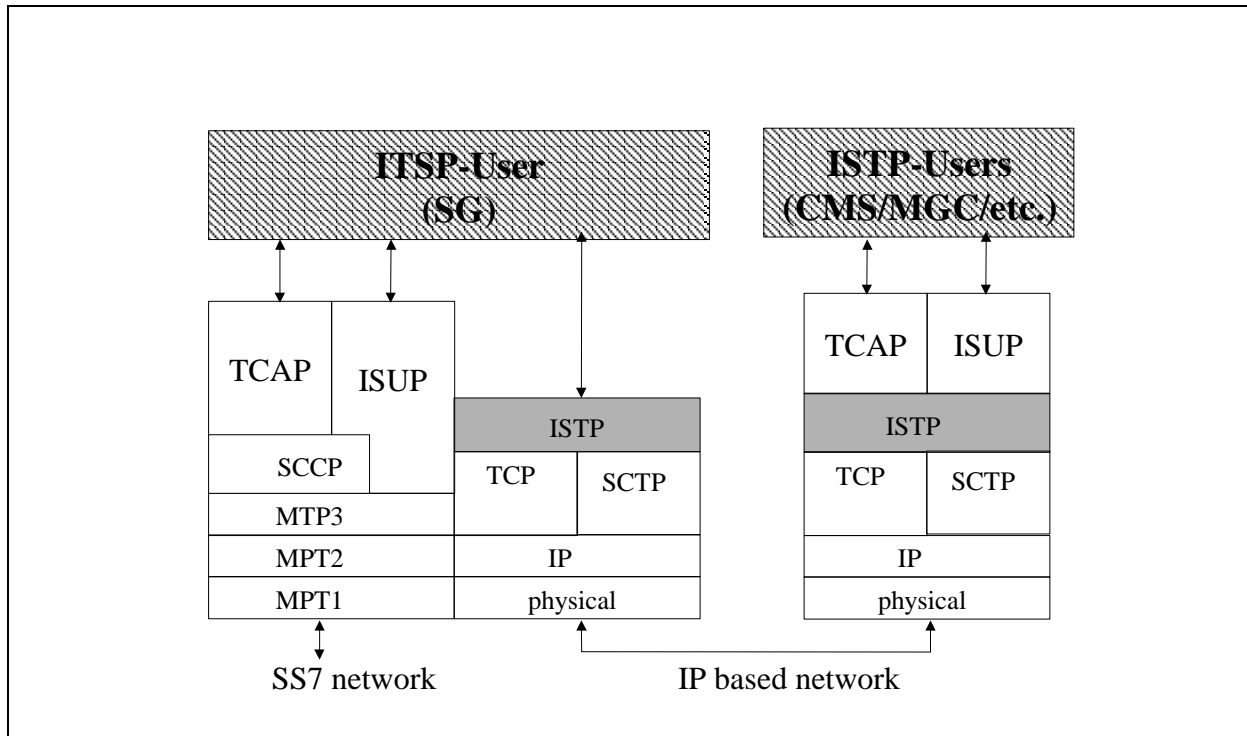 ITSP-User
(SG)
ISTP-Users
(CMS/MGC/etc.)
TCAP
ISUP
SCCP
MTP3
MPT2
MPT1
ISTP
TCP
SCTP
IP
physical
TCAP
ISUP
ISTP
TCP
SCTP
IP
physical
SS7 network
IP based network